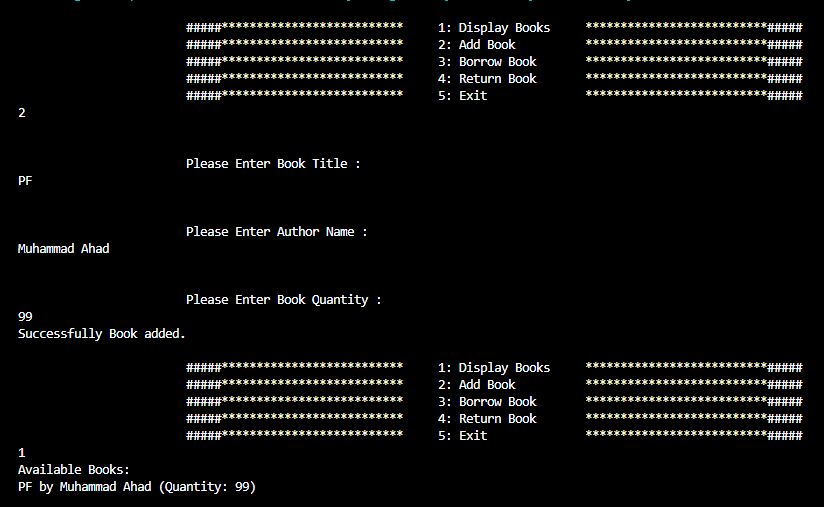 #####**************************     1: Display Books     **************************#####
#####**************************     2: Add Book          **************************#####
#####**************************     3: Borrow Book       **************************#####
#####**************************     4: Return Book       **************************#####
#####**************************     5: Exit              **************************#####
2
Please Enter Book Title :
PF
Please Enter Author Name :
Muhammad Ahad
Please Enter Book Quantity :
99
Successfully Book added.
#####**************************     1: Display Books     **************************#####
#####**************************     2: Add Book          **************************#####
#####**************************     3: Borrow Book       **************************#####
#####**************************     4: Return Book       **************************#####
#####**************************     5: Exit              **************************#####
1
Available Books:
PF by Muhammad Ahad (Quantity: 99)